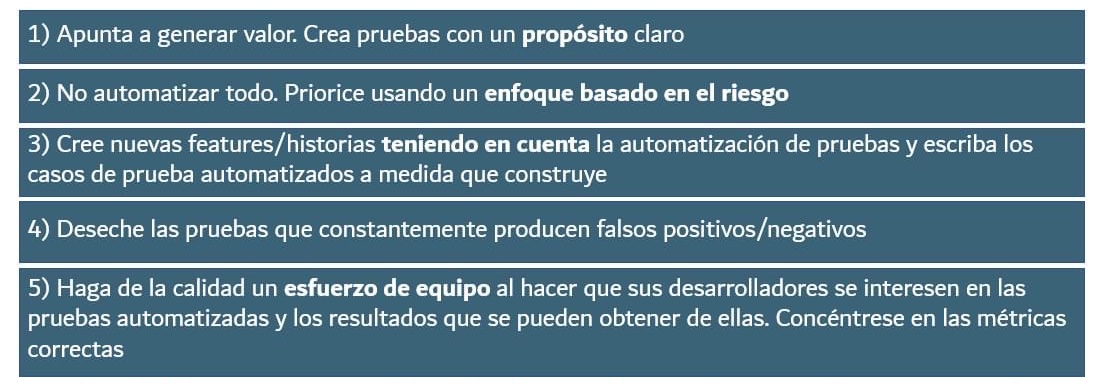 1) Apunta a generar valor. Crea pruebas con un propósito claro
2) No automatizar todo. Priorice usando un enfoque basado en el riesgo
3) Cree nuevas features/historias teniendo en cuenta la automatización de pruebas y escriba los
casos de prueba automatizados a medida que construye
4) Deseche las pruebas que constantemente producen falsos positivos/negativos
5) Haga de la calidad un esfuerzo de equipo al hacer que sus desarrolladores se interesen en las
pruebas automatizadas y los resultados que se pueden obtener de ellas. Concéntrese en las métricas
correctas